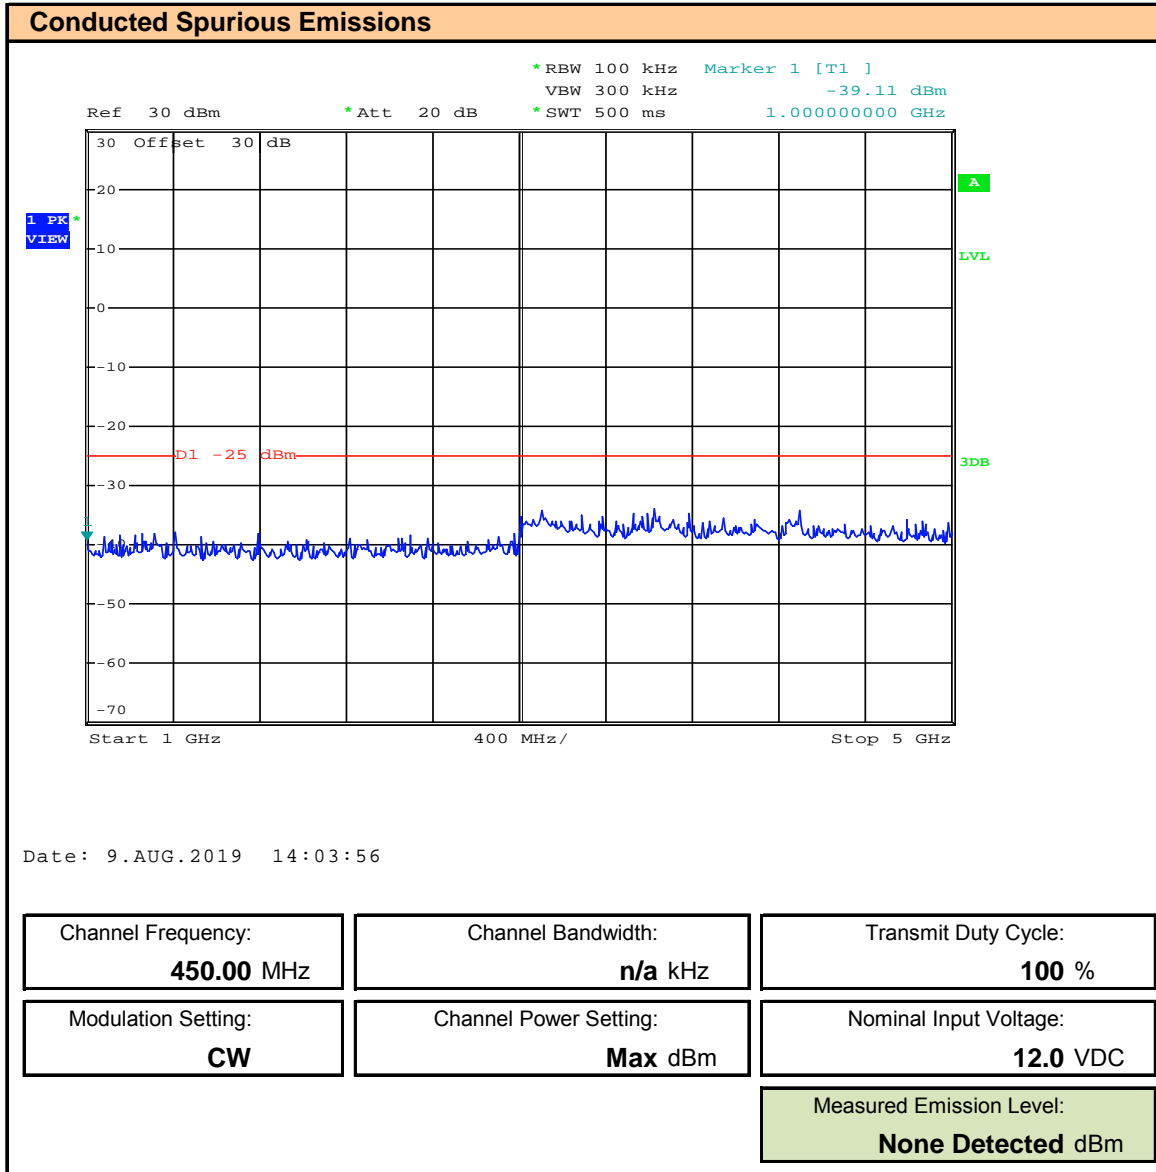 Conducted Spurious Emissions
*RBW 100 kHz Marker 1 [T1 ]
VBW 300 kHz -39.11 dBm
Ref 30 dBm *Att 20 dB *SWT 500 ms 1.000000000 GHz
30 Offset 30 dB
20
A
1 PK *
VIEW
10
LVL
0
-10
-20
D1 -25 dBm
3DB
-30
1
-40
-50
-60
-70
Start 1 GHz 400 MHz/ Stop 5 GHz
Date: 9.AUG.2019 14:03:56
Channel Frequency: Channel Bandwidth: Transmit Duty Cycle:
450.00 MHz n/a kHz 100 %
Modulation Setting: Channel Power Setting: Nominal Input Voltage:
CW Max dBm 12.0 VDC
Measured Emission Level:
None Detected dBm